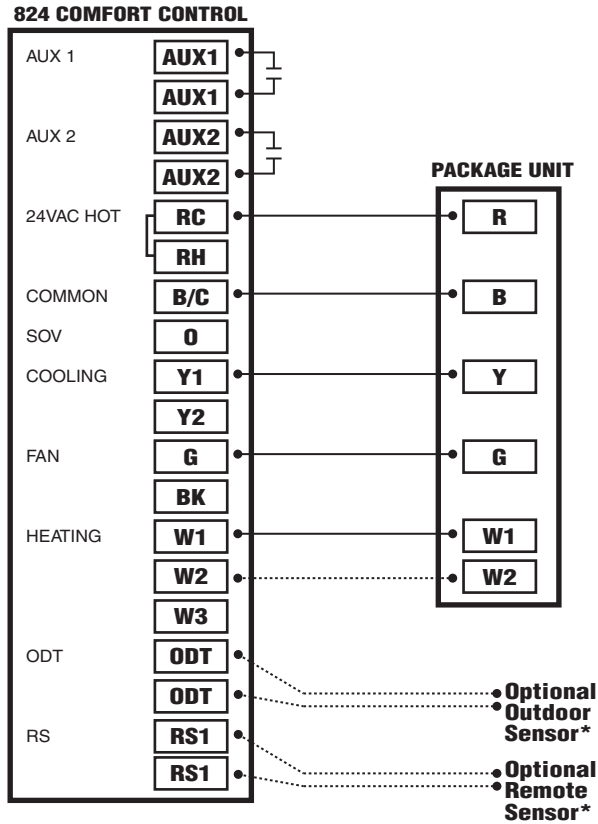 824 COMFORT CONTROL
AUX 1 AUX1
AUX1
AUX 2 AUX2
AUX2
PACKAGE UNIT
24VAC HOT RC R
RH
COMMON B/C B
SOV O
COOLING Y1 Y
Y2
FAN G G
BK
HEATING W1 W1
W2 W2
W3
ODT ODT
ODT
Optional
Outdoor
Sensor*
RS RS1
RS1
Optional
Remote
Sensor*